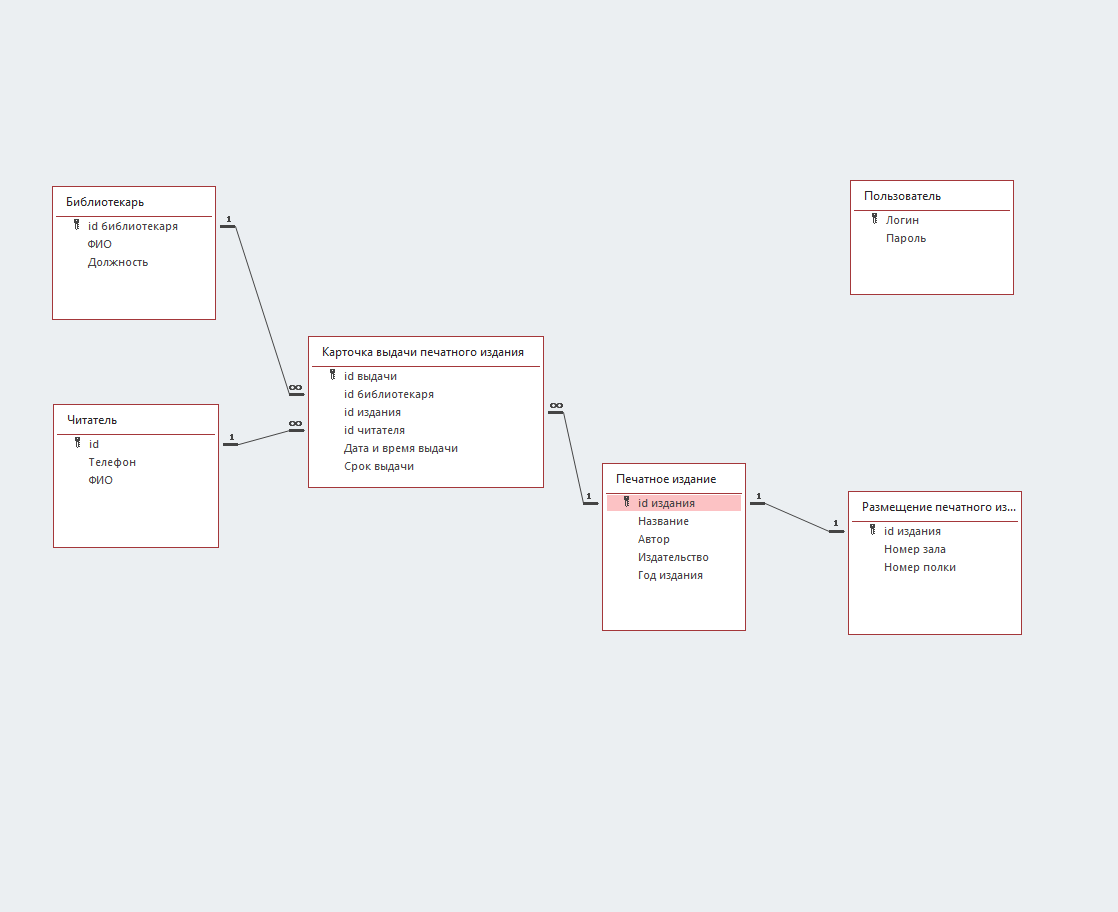 Библиотекарь
id библиотекаря
ФИО
Должность
1
∞
Читатель
id
Телефон
ФИО
1
∞
Карточка выдачи печатного издания
id выдачи
id библиотекаря
id издания
id читателя
Дата и время выдачи
Срок выдачи
∞
1
Печатное издание
id издания
Название
Автор
Издательство
Год издания
1
1
Пользователь
Логин
Пароль
Размещение печатного из...
id издания
Номер зала
Номер полки